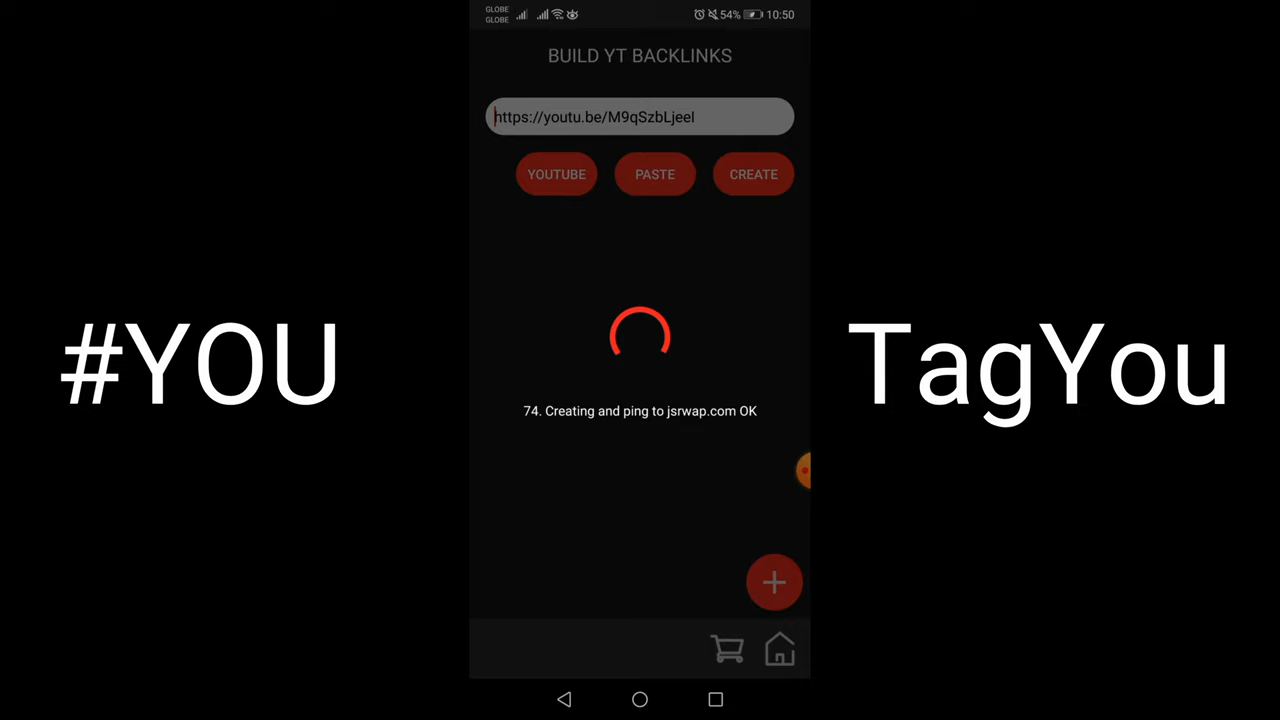 GLOBE
GLOBE
54% 10:50
BUILD YT BACKLINKS
https://youtu.be/M9qSzbLjeeI
YOUTUBE PASTE CREATE
#YOU
TagYou
74. Creating and ping to jsrwap.com OK